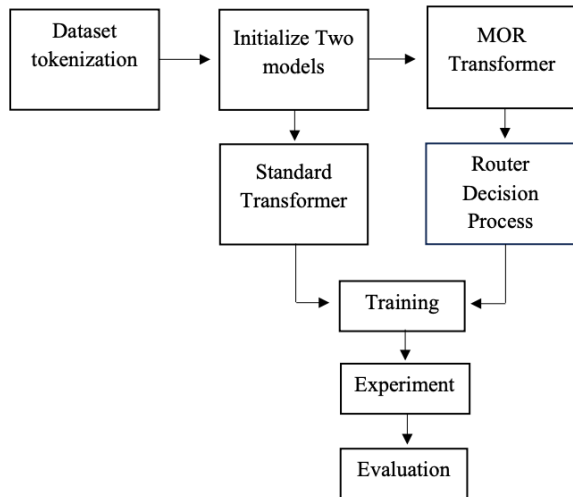 Dataset
tokenization
Initialize Two
models
MOR
Transformer
Standard
Transformer
Router
Decision
Process
Training
Experiment
Evaluation